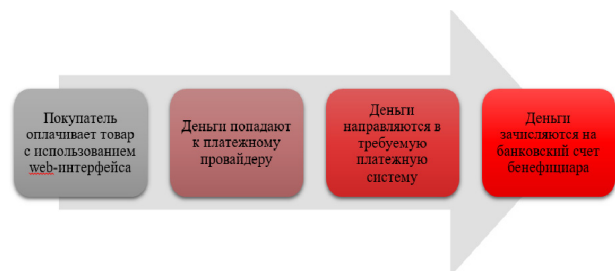 Покупатель
оплачивает товар
с использованием
web-интерфейса
Деньги попадают
к платежному
провайдеру
Деньги
направляются в
требуемую
платежную
систему
Деньги
зачисляются на
банковский счет
бенефициара